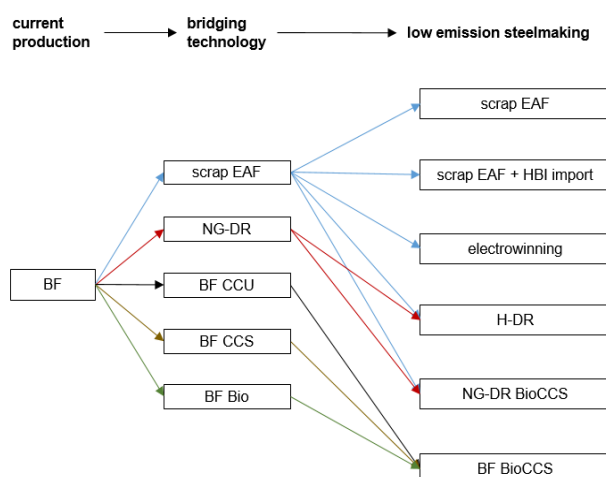 current
production
bridging
technology
low emission steelmaking
scrap EAF
scrap EAF + HBI import
electrowinning
H-DR
NG-DR BioCCS
BF BioCCS
scrap EAF
NG-DR
BF CCU
BF CCS
BF Bio
BF